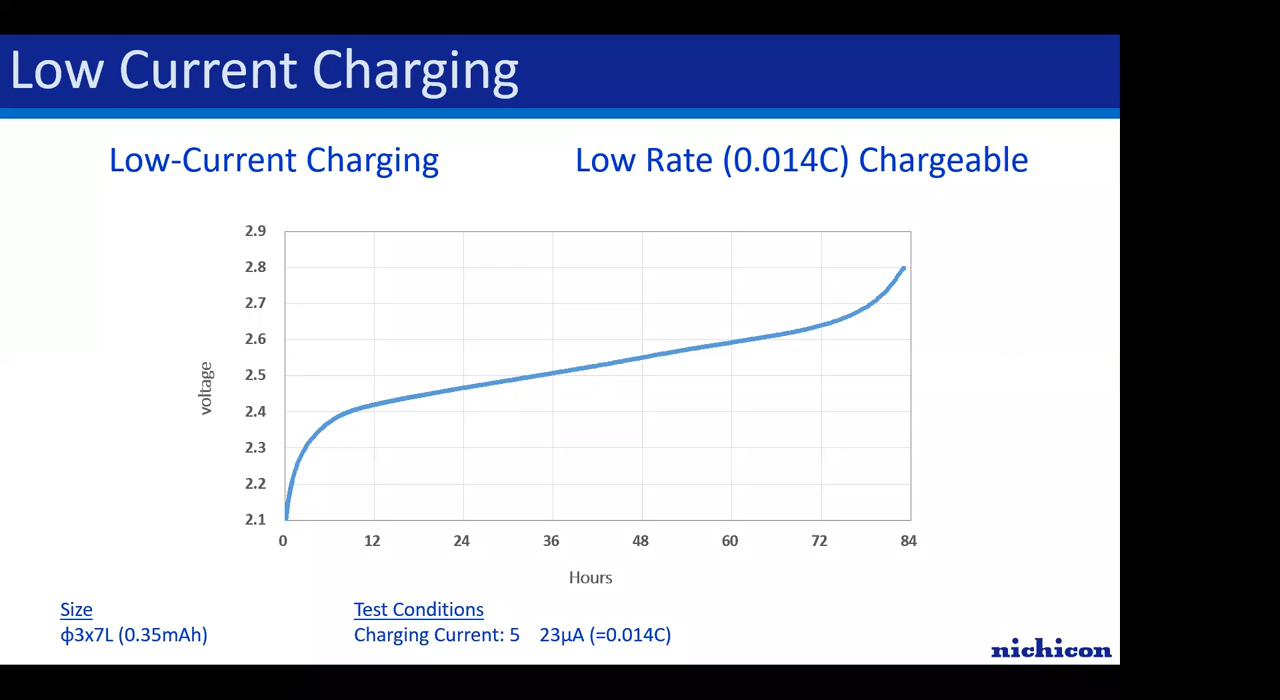 Low Current Charging
Low-Current Charging
Low Rate (0.014C) Chargeable
2.9
2.8
2.7
2.6
2.5
2.4
2.3
2.2
2.1
voltage
0 12 24 36 48 60 72 84
Hours
Size
ф3x7L (0.35mAh)
Test Conditions
Charging Current: 5 23µA (=0.014C)
nichicon